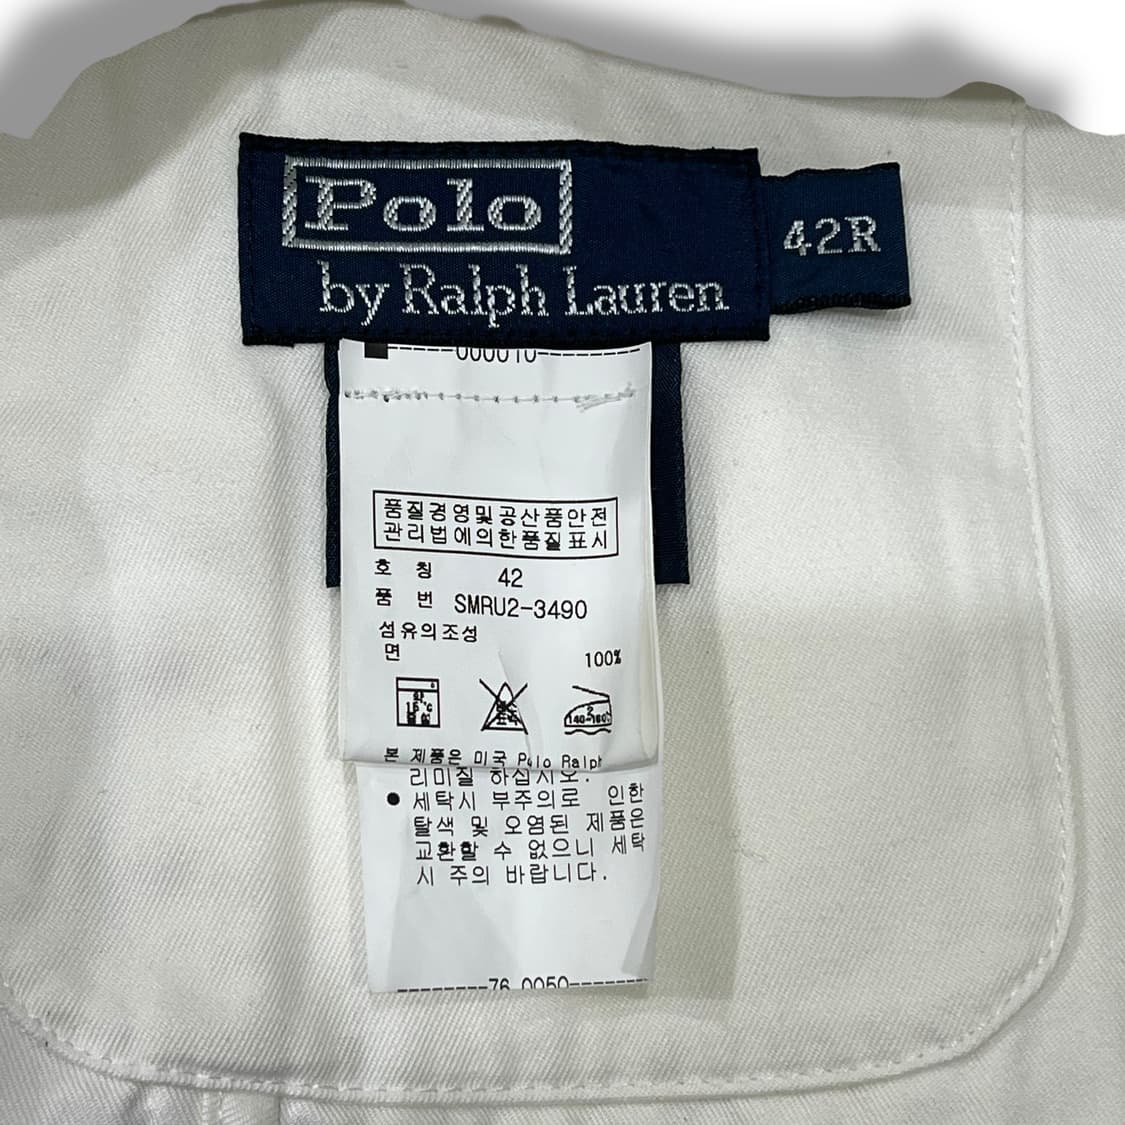 Polo
by Ralph Lauren
42R
000010
품질경영및공산품안전
관리법에의한품질표시
호 칭 42
품 번 SMRU2-3490
섬유의조성
면 100%
140~160℃
본 제품은 미국 Polo Ralph
리미질 하십시오.
● 세탁시 부주의로 인한
탈색 및 오염된 제품은
교환할 수 없으니 세탁
시 주의 바랍니다.
76 0050